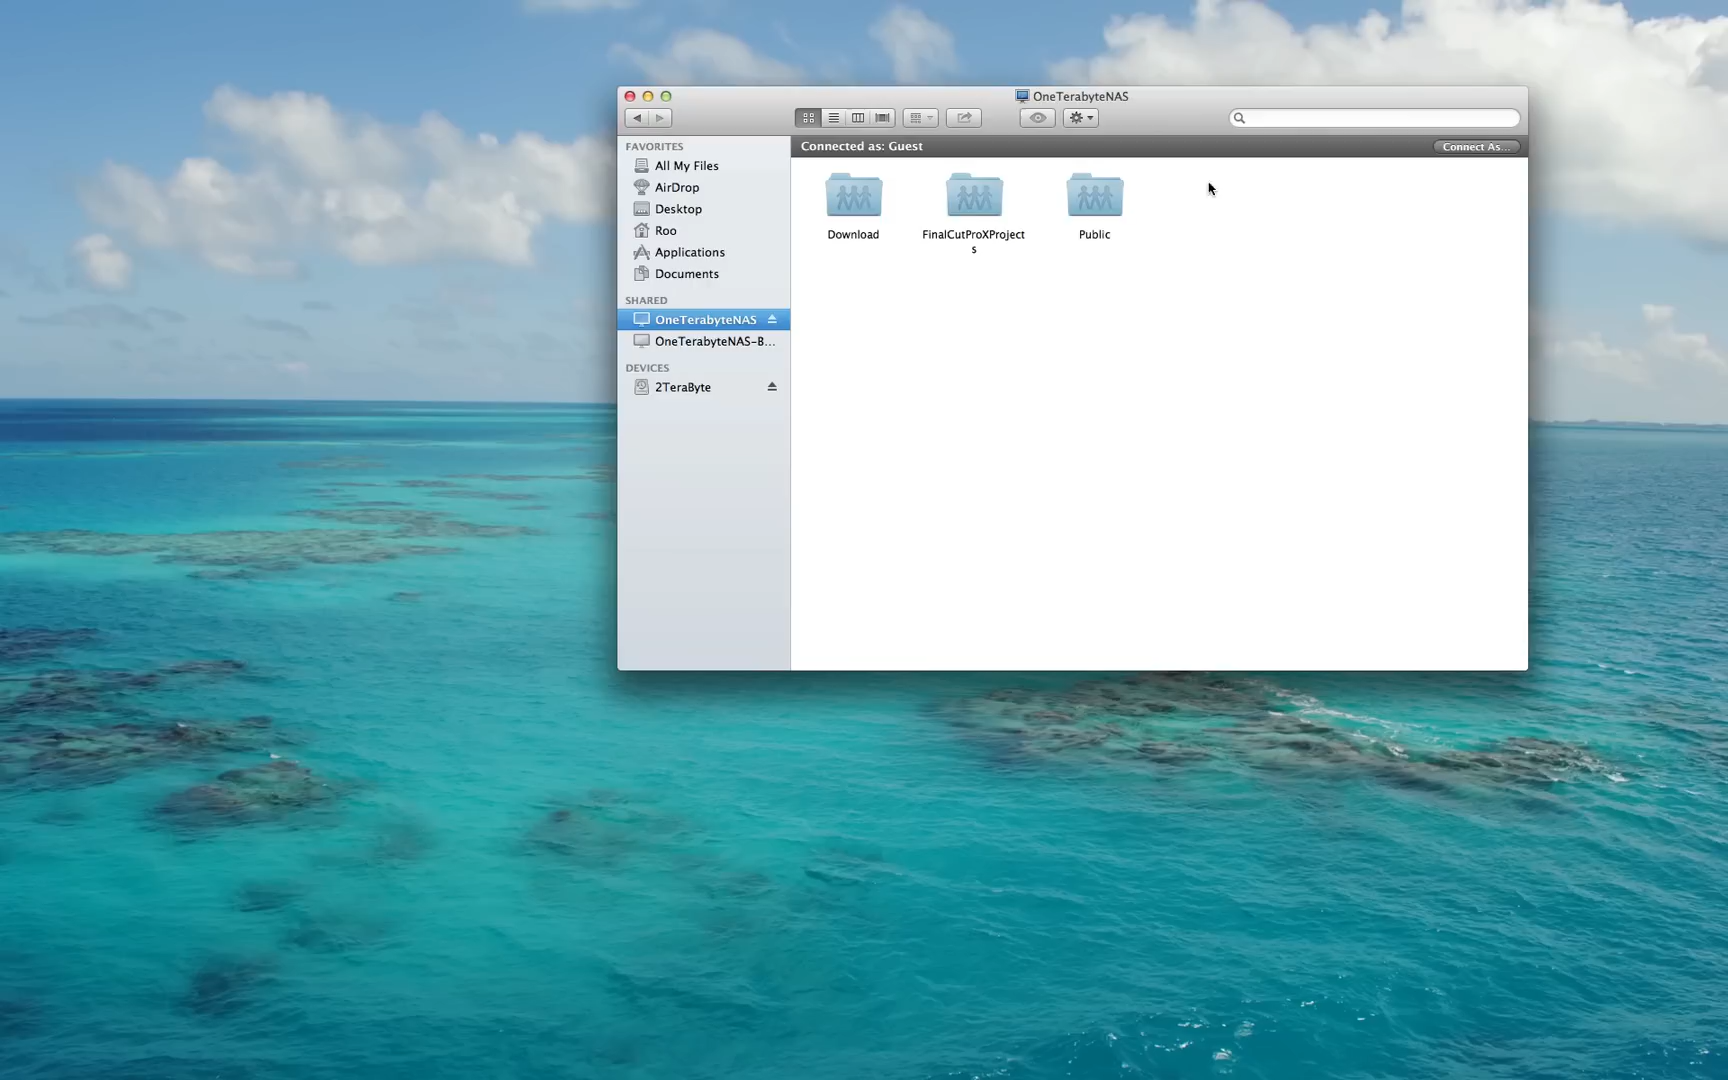 OneTerabyteNAS
Connected as: Guest
Connect As...
FAVORITES
All My Files
AirDrop
Desktop
Roo
Applications
Documents
SHARED
OneTerabyteNAS
OneTerabyteNAS-B...
DEVICES
2TeraByte
Download
FinalCutProXProject
s
Public